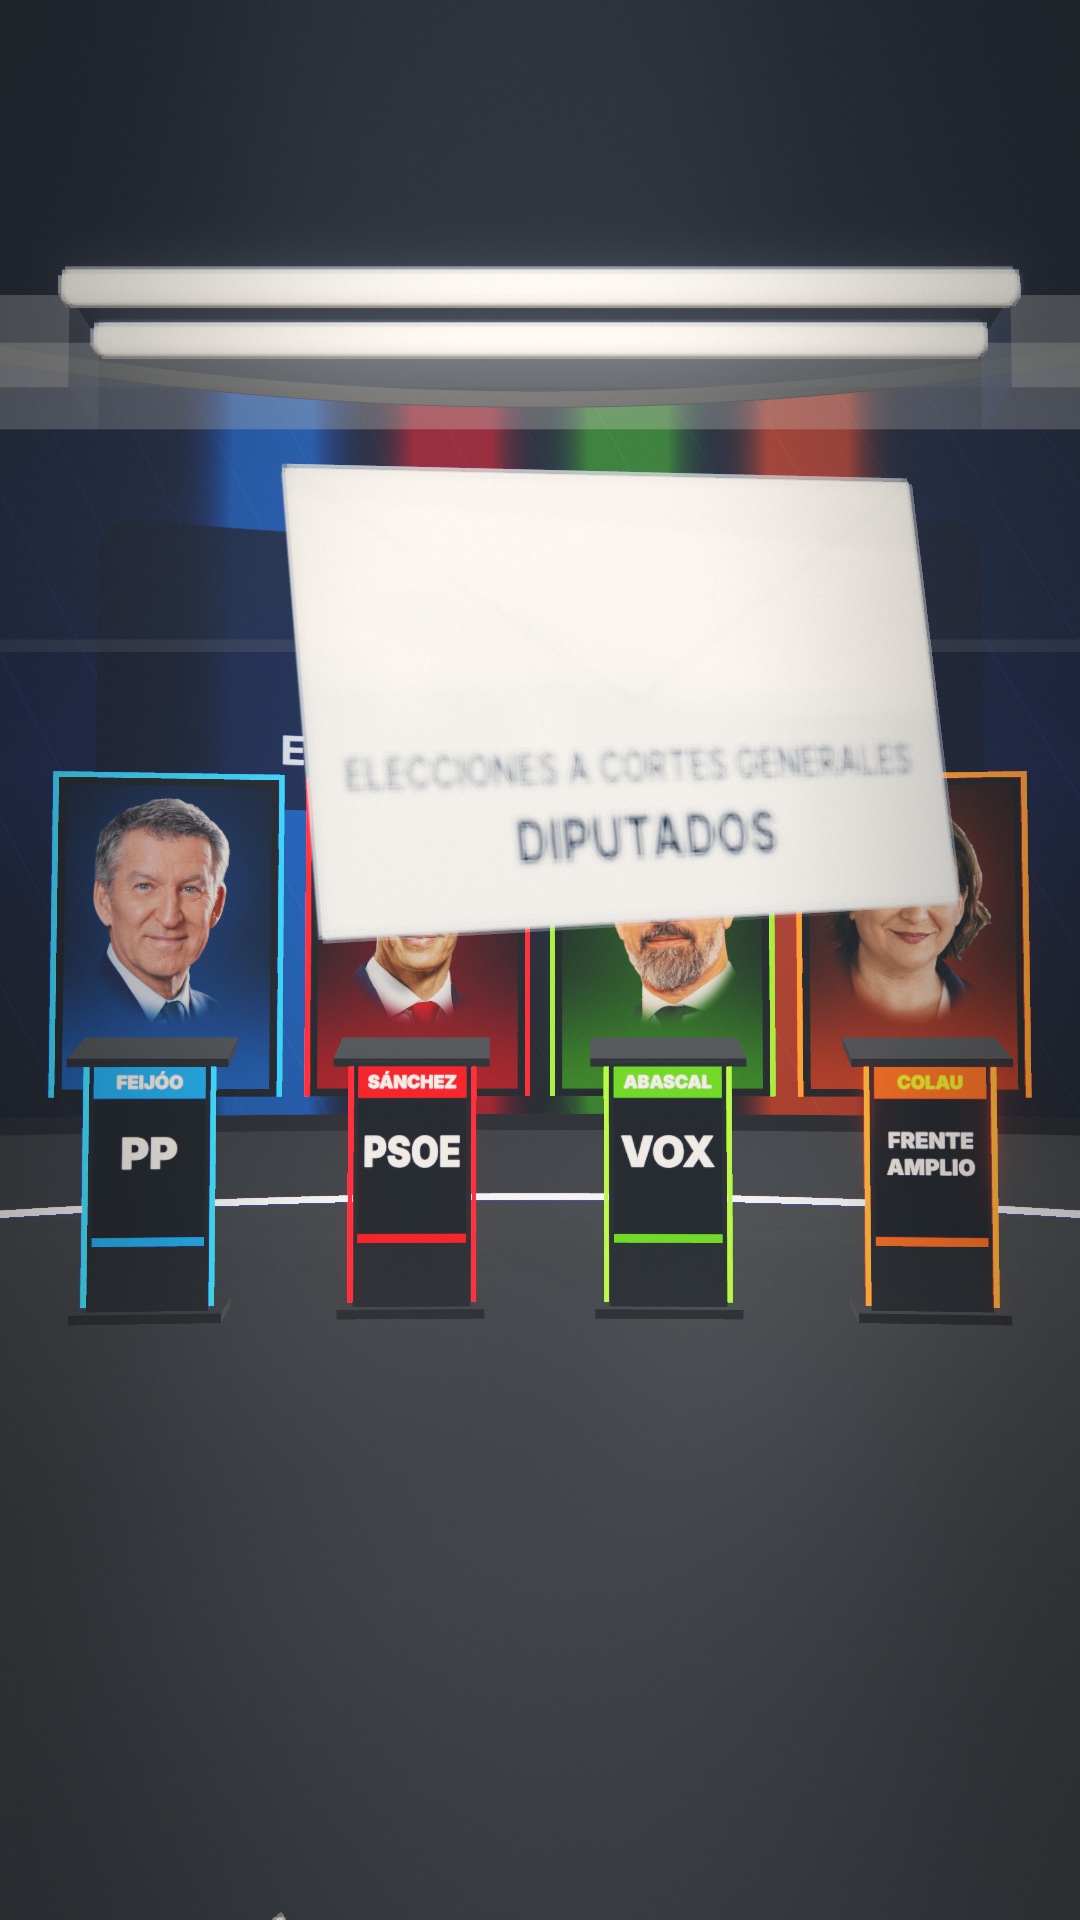 E
ELECCIONES A CORTES GENERALES
DIPUTADOS
FEIJÓO
SÁNCHEZ
ABASCAL
COLAU
PP
PSOE
VOX
FRENTE
AMPLIO